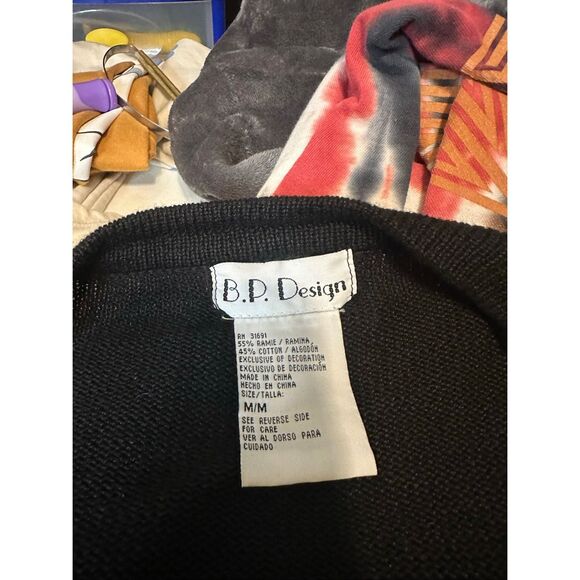 B.P. Design
RN 31691
55% RAMIE / RAMINA,
45% COTTON / ALGODÓN
EXCLUSIVE OF DECORATION
EXCLUSIVO DE DECORACIÓN
MADE IN CHINA
HECHO EN CHINA
SIZE/TALLA:
M/M
SEE REVERSE SIDE
FOR CARE
VER AL DORSO PARA
CUIDADO